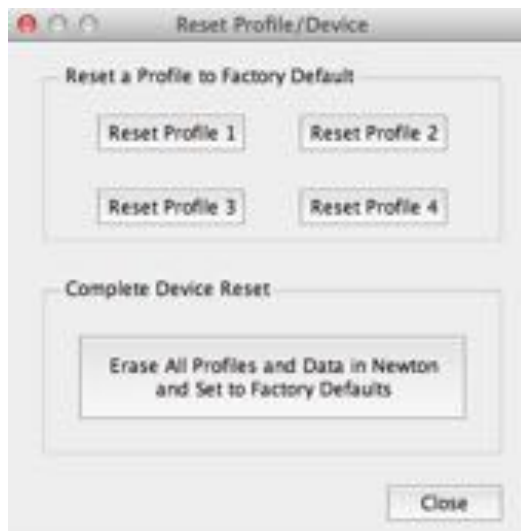 Reset Profile/Device
Reset a Profile to Factory Default
Reset Profile 1
Reset Profile 2
Reset Profile 3
Reset Profile 4
Complete Device Reset
Erase All Profiles and Data in Newton
and Set to Factory Defaults
Close